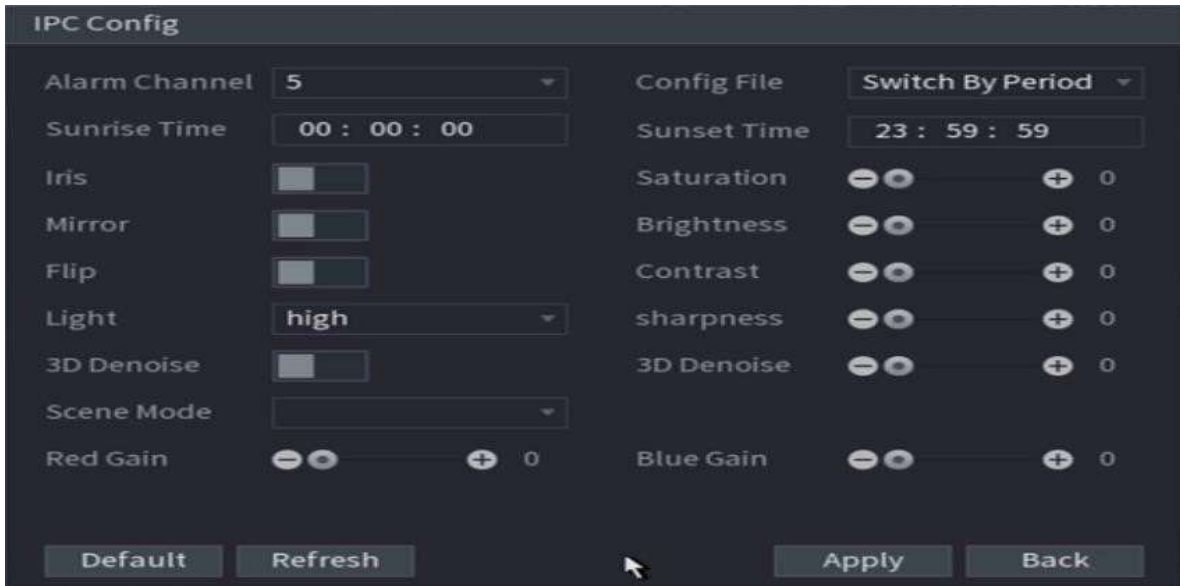 IPC Config
Alarm Channel 5 Config File Switch By Period
Sunrise Time 00 : 00 : 00 Sunset Time 23 : 59 : 59
Iris Saturation 0
Mirror Brightness 0
Flip Contrast 0
Light high sharpness 0
3D Denoise 3D Denoise 0
Scene Mode
Red Gain 0 Blue Gain 0
Default Refresh Apply Back